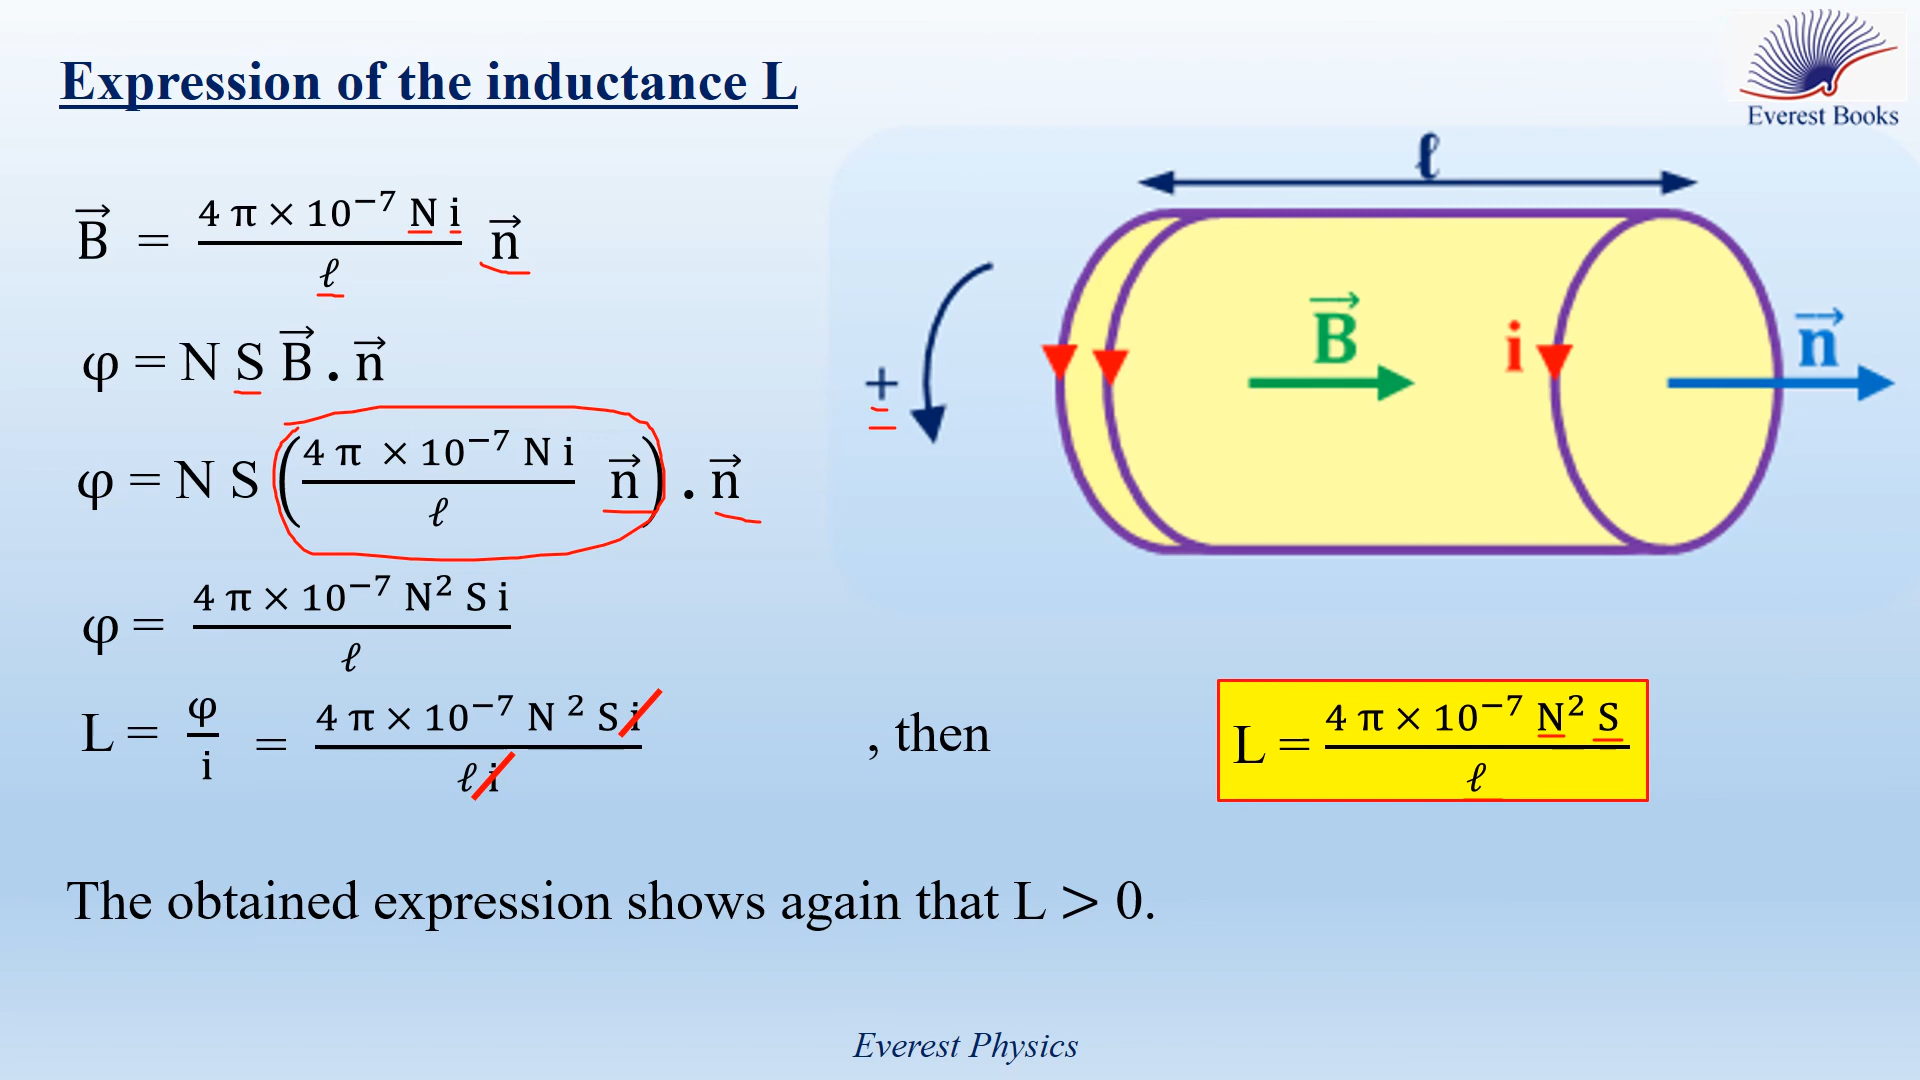 Expression of the inductance L
Everest Books
B⃗ = (4 π × 10⁻⁷ N i)/ℓ n⃗
φ = N S B⃗ . n⃗
φ = N S ((4 π × 10⁻⁷ N i)/ℓ n⃗) . n⃗
φ = (4 π × 10⁻⁷ N² S i)/ℓ
L = φ/i = (4 π × 10⁻⁷ N ² S i)/(ℓ i) , then L = (4 π × 10⁻⁷ N² S)/ℓ
The obtained expression shows again that L > 0.
ℓ
+
B⃗
i
n⃗
Everest Physics